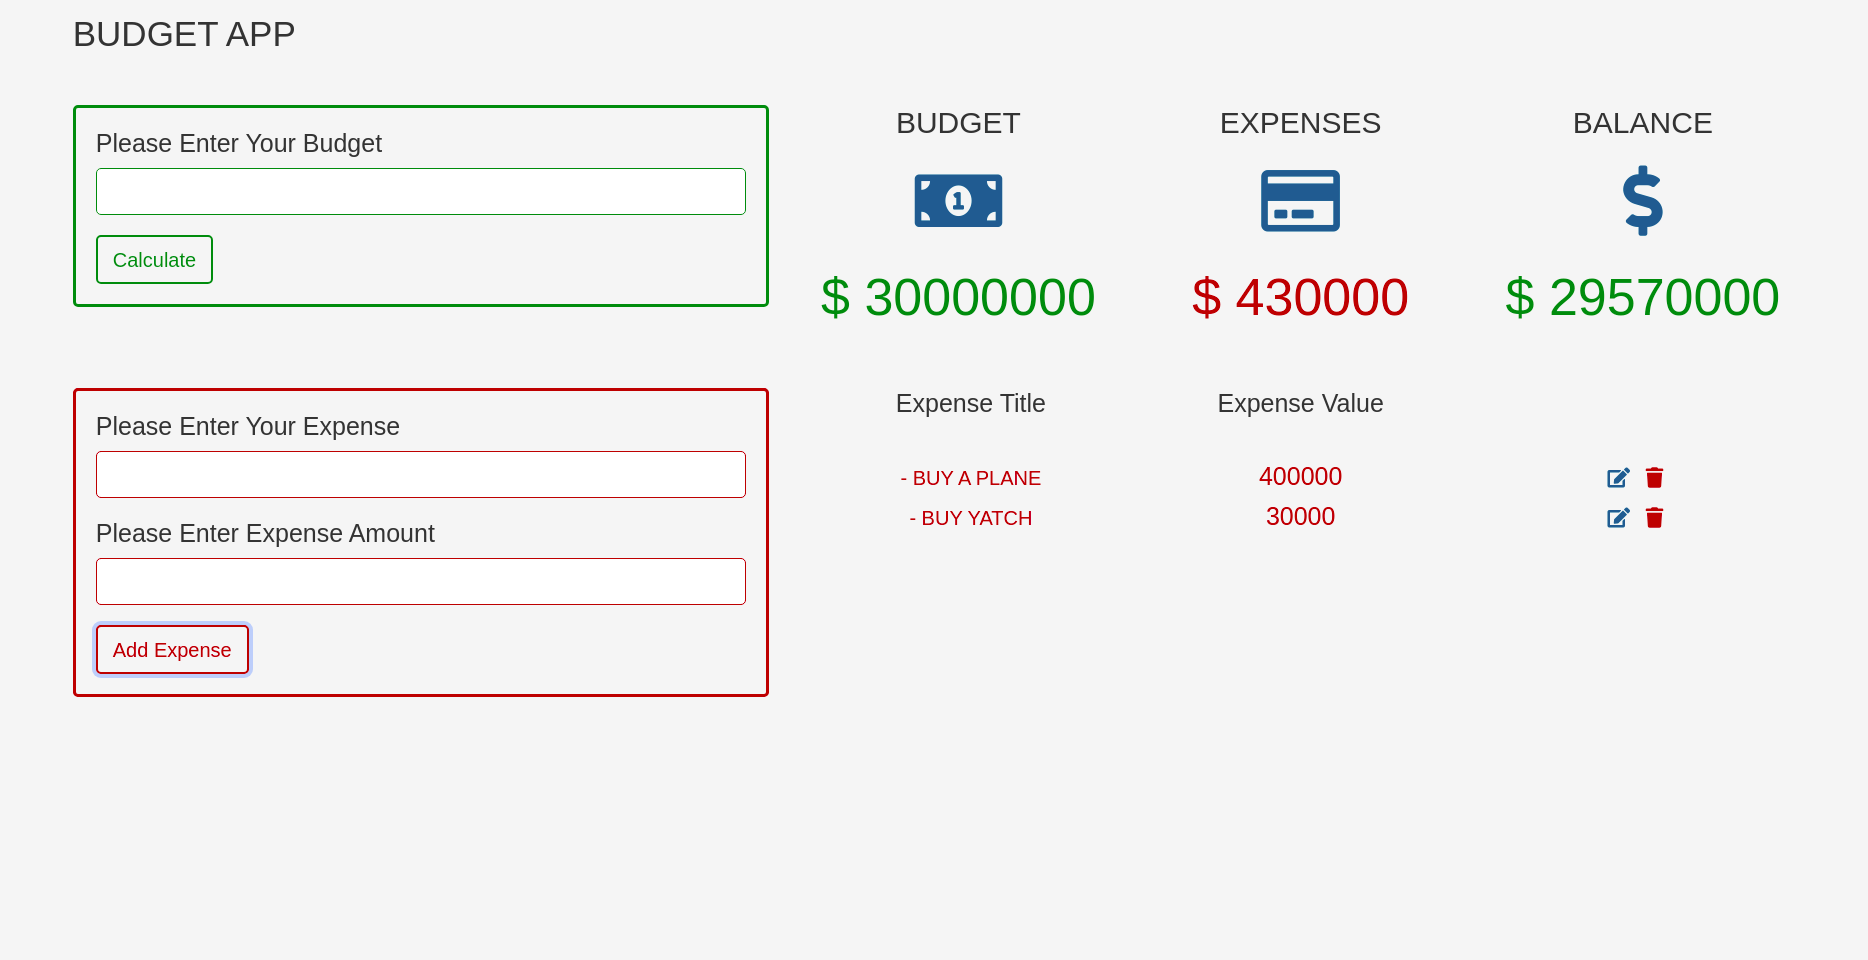 BUDGET APP
Please Enter Your Budget
Calculate
BUDGET
EXPENSES
BALANCE
1
$ 30000000
$ 430000
$ 29570000
Please Enter Your Expense
Please Enter Expense Amount
Add Expense
Expense Title
Expense Value
- BUY A PLANE
400000
- BUY YATCH
30000